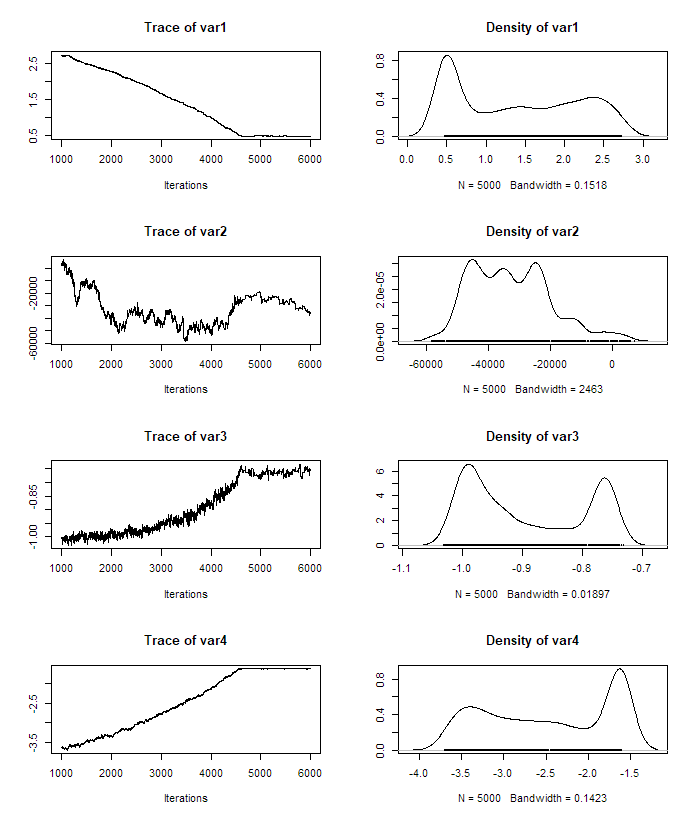 Trace of var1
2.5
1.5
0.5
1000 2000 3000 4000 5000 6000
Iterations
Density of var1
0.8
0.4
0.0
0.0 0.5 1.0 1.5 2.0 2.5 3.0
N = 5000 Bandwidth = 0.1518
Trace of var2
-20000
-60000
1000 2000 3000 4000 5000 6000
Iterations
Density of var2
2.0e-05
0.0e+00
-60000 -40000 -20000 0
N = 5000 Bandwidth = 2463
Trace of var3
-0.85
-1.00
1000 2000 3000 4000 5000 6000
Iterations
Density of var3
6
4
2
0
-1.1 -1.0 -0.9 -0.8 -0.7
N = 5000 Bandwidth = 0.01897
Trace of var4
-2.5
-3.5
1000 2000 3000 4000 5000 6000
Iterations
Density of var4
0.8
0.4
0.0
-4.0 -3.5 -3.0 -2.5 -2.0 -1.5
N = 5000 Bandwidth = 0.1423